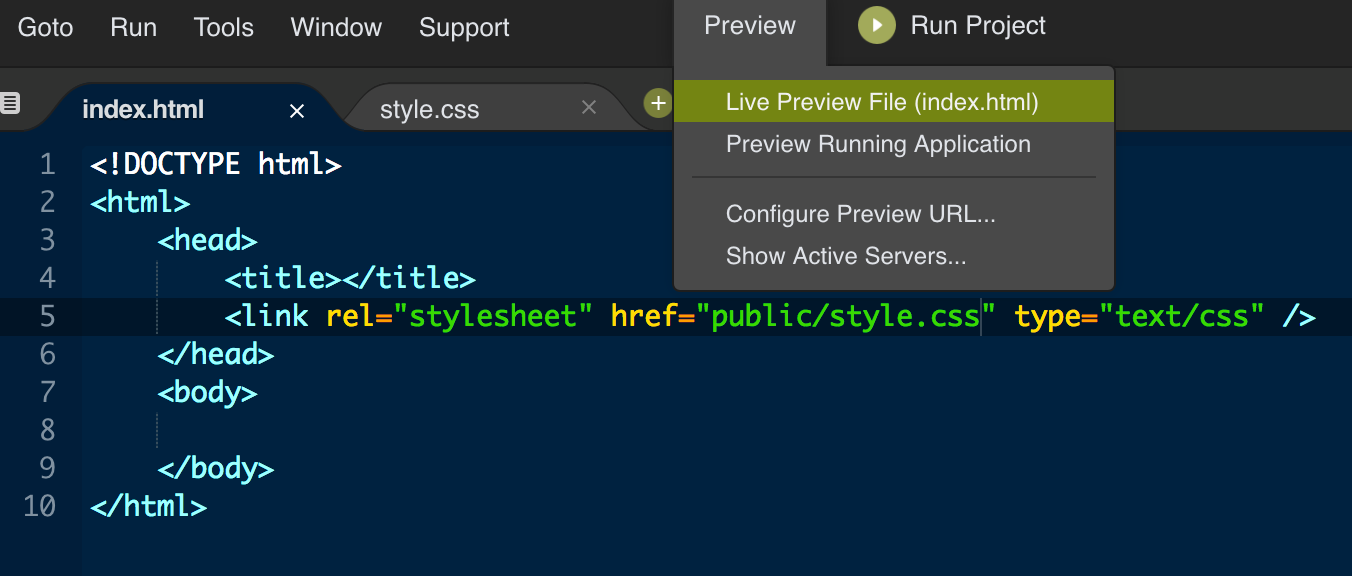 Goto Run Tools Window Support Preview Run Project
index.html × style.css × +
Live Preview File (index.html)
Preview Running Application
Configure Preview URL...
Show Active Servers...
1 <!DOCTYPE html>
2 <html>
3 <head>
4 <title></title>
5 <link rel="stylesheet" href="public/style.css" type="text/css" />
6 </head>
7 <body>
8
9 </body>
10 </html>